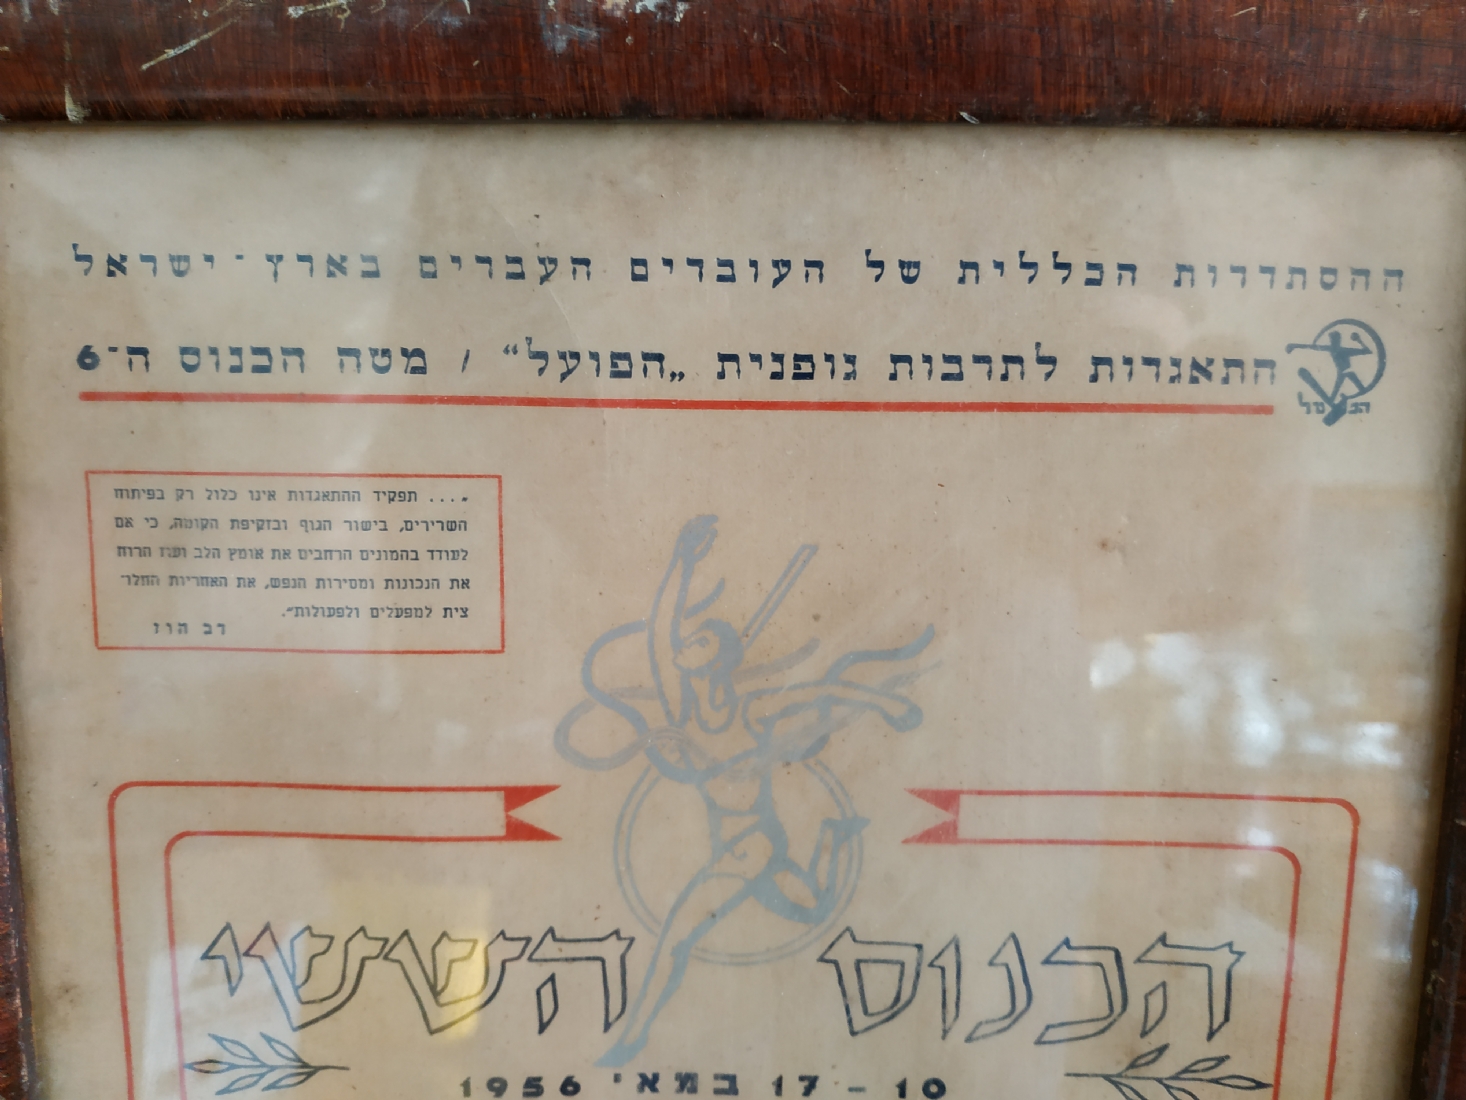 ההסתדרות הכללית של העובדים העברים בארץ־ישראל
התאגדות לתרבות גופנית „הפועל“ / מטה הכנוס ה־6
הפועל
„.... תפקיד ההתאגדות אינו כלול רק בפיתוח
השרירים, בישור הגוף ובזקיפת הקומה, כי אם
לעודד בהמונים הרחבים את אומץ הלב ועוז הרוח
את הנכונות ומסירות הנפש, את האחריות החלו־
צית למפעלים ולפעולות“.
דב הוז
הכנוס הששי
10 – 17 במאי 1956